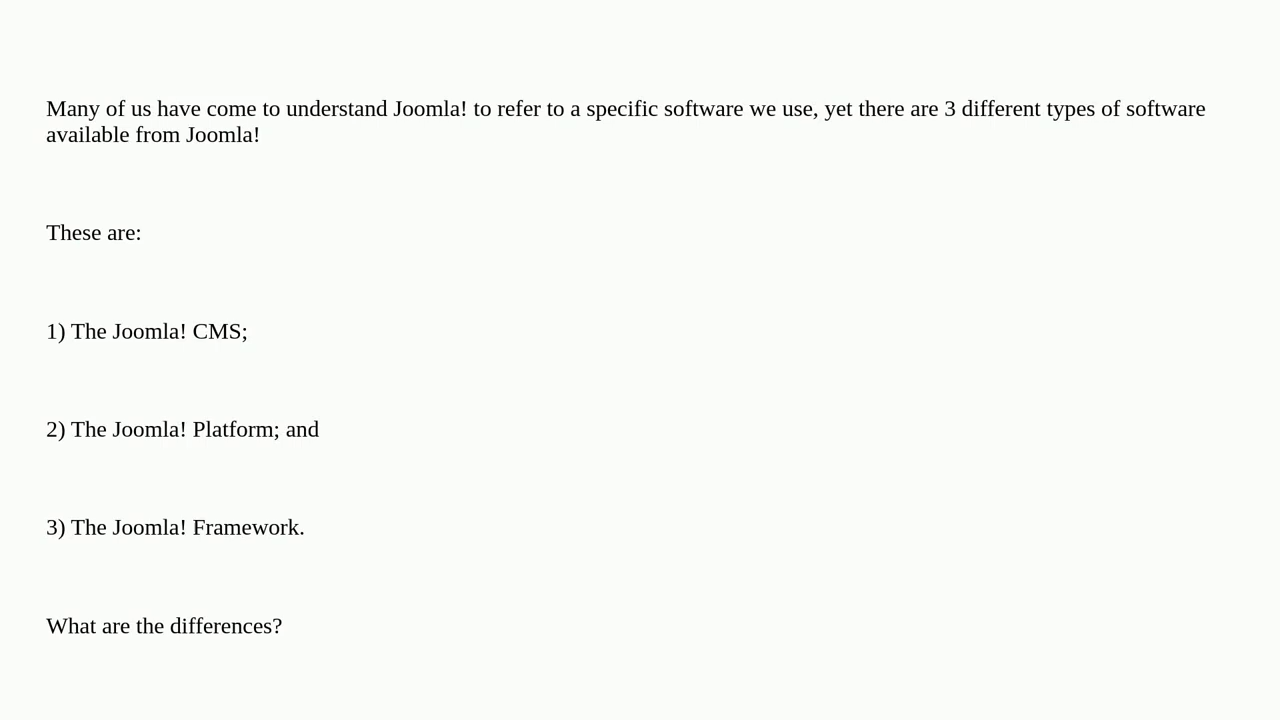 Many of us have come to understand Joomla! to refer to a specific software we use, yet there are 3 different types of software
available from Joomla!
These are:
1) The Joomla! CMS;
2) The Joomla! Platform; and
3) The Joomla! Framework.
What are the differences?